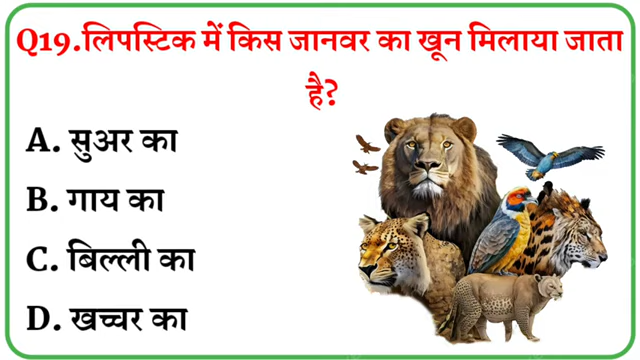 Q19.लिपस्टिक में किस जानवर का खून मिलाया जाता
है?
A. सुअर का
B. गाय का
C. बिल्ली का
D. खच्चर का